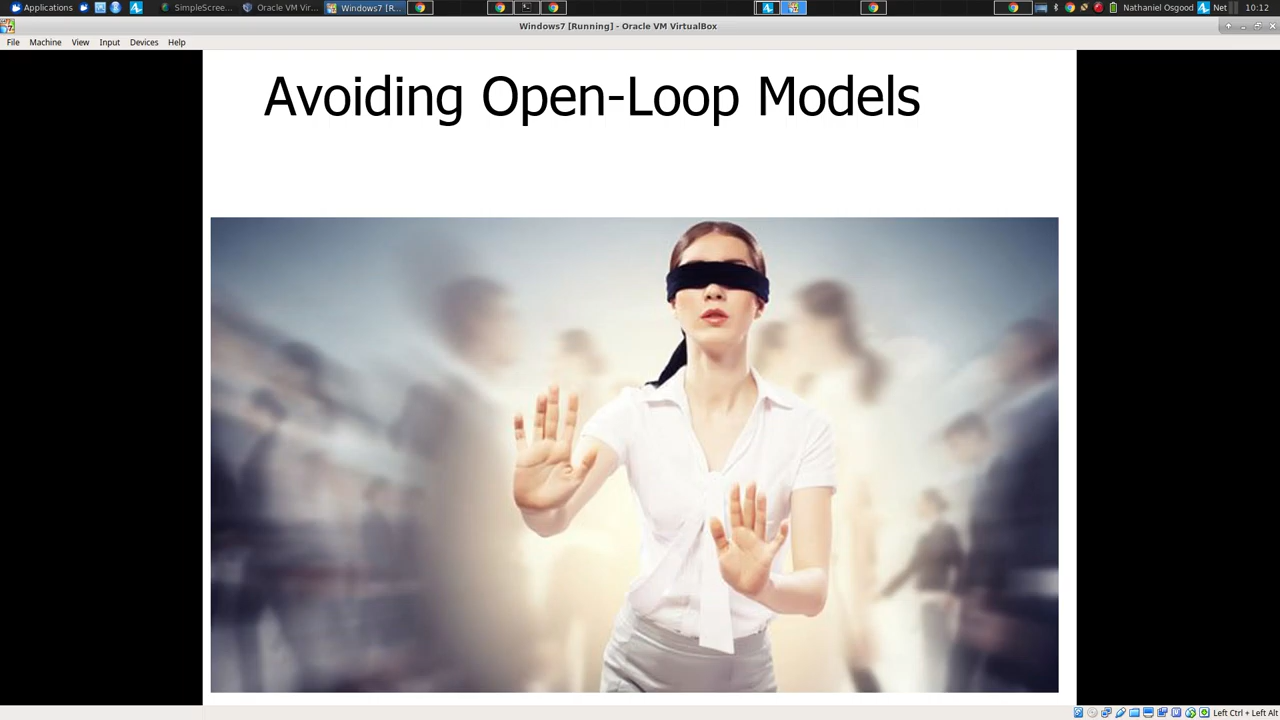 Applications
SimpleScree...
Oracle VM Vir...
Windows7 [R...
Nathaniel Osgood
Net
10:12
Windows7 [Running] - Oracle VM VirtualBox
File Machine View Input Devices Help
Avoiding Open-Loop Models
Left Ctrl + Left Alt